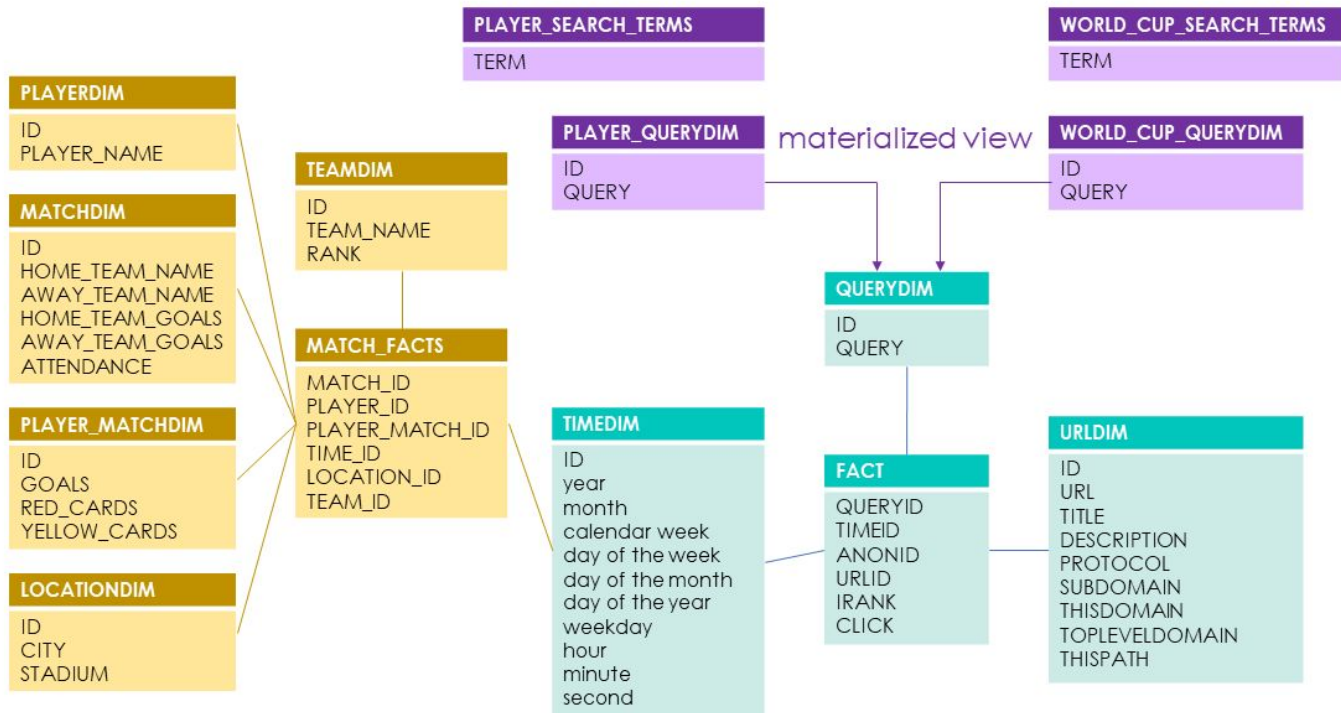 PLAYER_SEARCH_TERMS
TERM
WORLD_CUP_SEARCH_TERMS
TERM
PLAYERDIM
ID
PLAYER_NAME
MATCHDIM
ID
HOME_TEAM_NAME
AWAY_TEAM_NAME
HOME_TEAM_GOALS
AWAY_TEAM_GOALS
ATTENDANCE
PLAYER_MATCHDIM
ID
GOALS
RED_CARDS
YELLOW_CARDS
LOCATIONDIM
ID
CITY
STADIUM
TEAMDIM
ID
TEAM_NAME
RANK
MATCH_FACTS
MATCH_ID
PLAYER_ID
PLAYER_MATCH_ID
TIME_ID
LOCATION_ID
TEAM_ID
PLAYER_QUERYDIM
ID
QUERY
materialized view
WORLD_CUP_QUERYDIM
ID
QUERY
QUERYDIM
ID
QUERY
TIMEDIM
ID
year
month
calendar week
day of the week
day of the month
day of the year
weekday
hour
minute
second
FACT
QUERYID
TIMEID
ANONID
URLID
IRANK
CLICK
URLDIM
ID
URL
TITLE
DESCRIPTION
PROTOCOL
SUBDOMAIN
THISDOMAIN
TOPLEVELDOMAIN
THISPATH